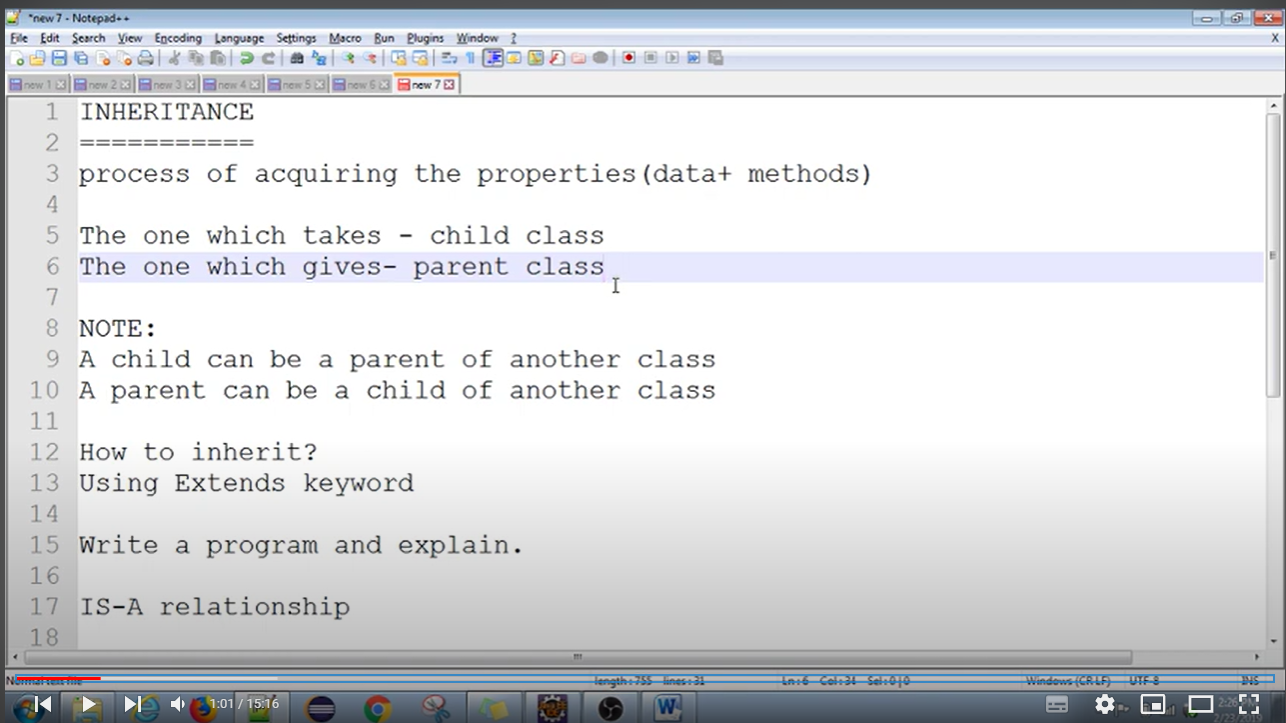 *new 7 - Notepad++
File Edit Search View Encoding Language Settings Macro Run Plugins Window ? X
new 1 new 2 new 3 new 4 new 5 new 6 new 7
1 INHERITANCE
2 ===========
3 process of acquiring the properties(data+ methods)
4
5 The one which takes - child class
6 The one which gives- parent class
7
8 NOTE:
9 A child can be a parent of another class
10 A parent can be a child of another class
11
12 How to inherit?
13 Using Extends keyword
14
15 Write a program and explain.
16
17 IS-A relationship
18
Normal text file length : 755 lines : 31 Ln : 6 Col : 34 Sel : 0 | 0 Windows (CR LF) UTF-8 INS
1:01 / 15:16